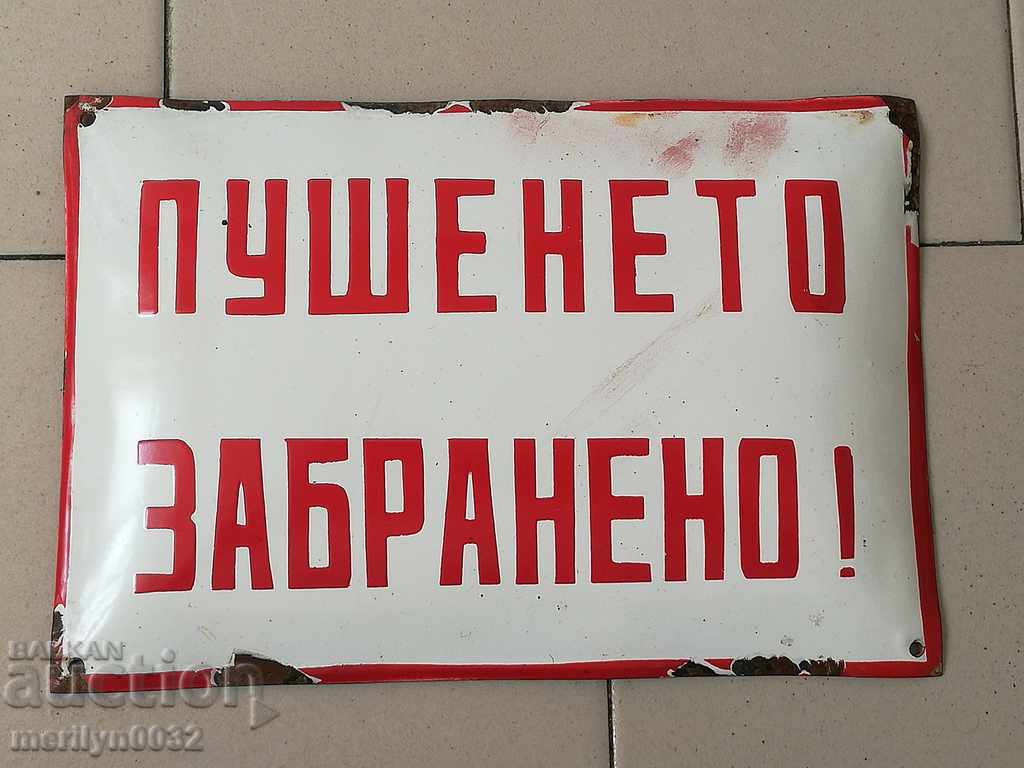 ПУШЕНЕТО
ЗАБРАНЕНО!
BALKAN
auction
merilyn0032